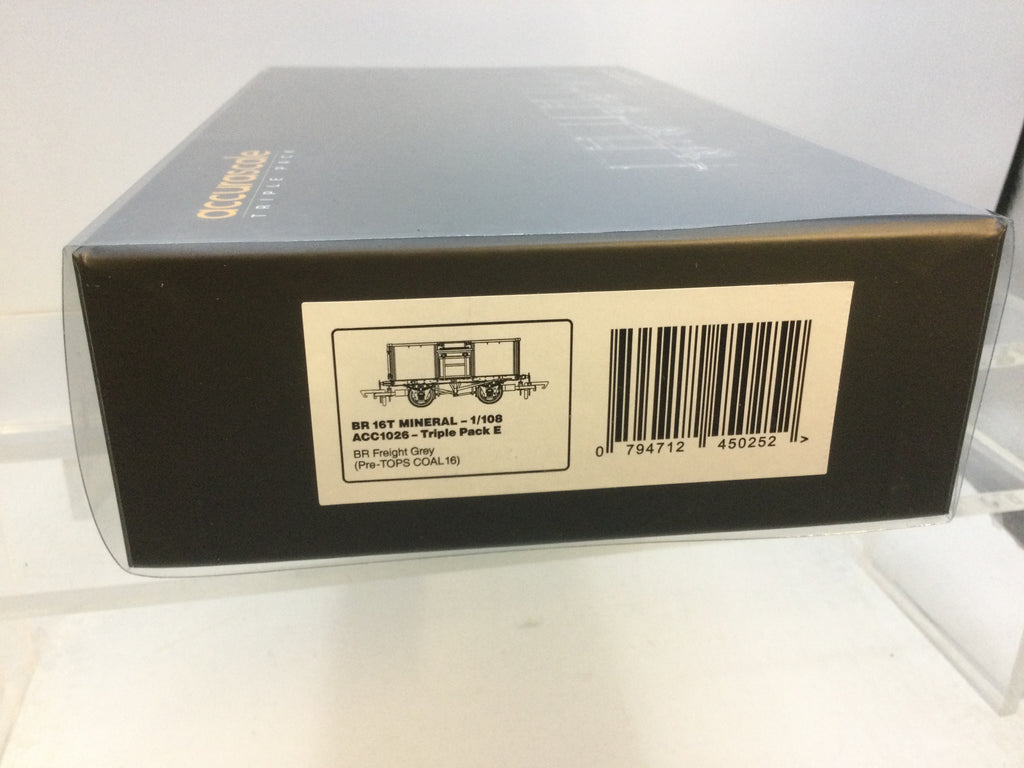 accurascale
TRIPLE PACK
BR 16T MINERAL – 1/108
ACC1026 – Triple Pack E
BR Freight Grey
(Pre-TOPS COAL16)
0 794712 450252 >